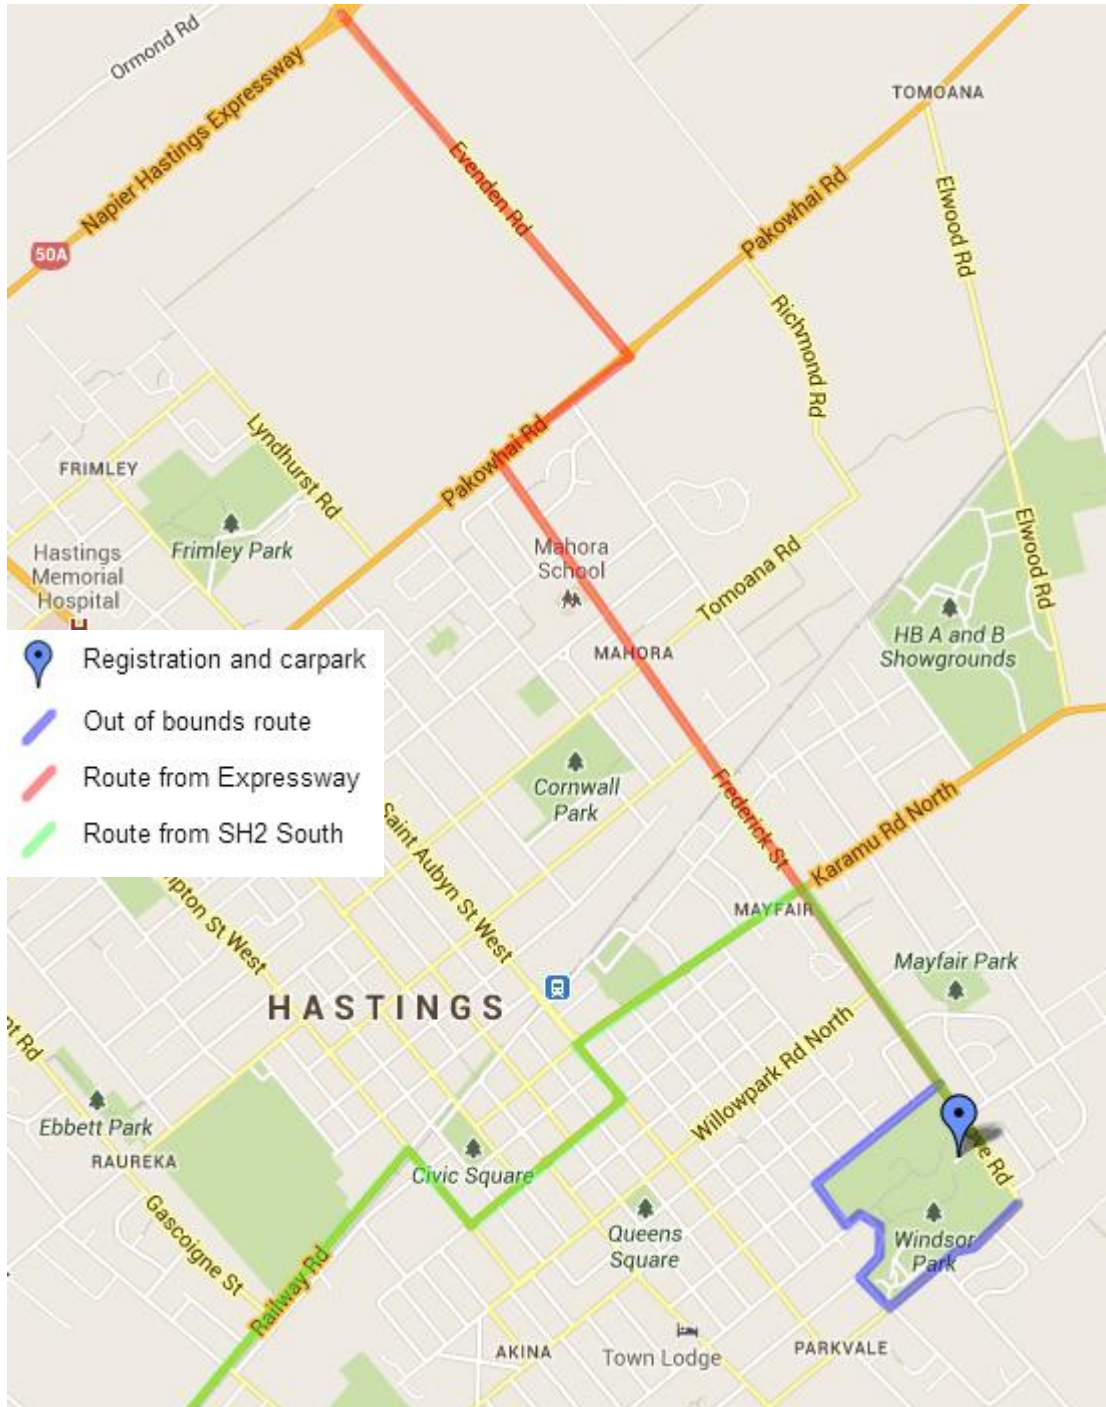 Ormond Rd
Napier Hastings Expressway
TOMOANA
Evenden Rd
Pakowhai Rd
Elwood Rd
50A
Richmond Rd
Lyndhurst Rd
FRIMLEY
Pakowhai Rd
Frimley Park
Hastings
Memorial
Hospital
H
Mahora
School
Tomoana Rd
Elwood Rd
HB A and B
Showgrounds
MAHORA
Registration and carpark
Out of bounds route
Route from Expressway
Route from SH2 South
Cornwall
Park
Frederick St
Karamu Rd North
Saint Aubyn St West
MAYFAIR
St West
Mayfair Park
HASTINGS
Willowpark Rd North
Rd
Ebbett Park
RAUREKA
Civic Square
Rd
Gascoigne St
Queens
Square
Windsor
Park
Railway Rd
AKINA
Town Lodge
PARKVALE